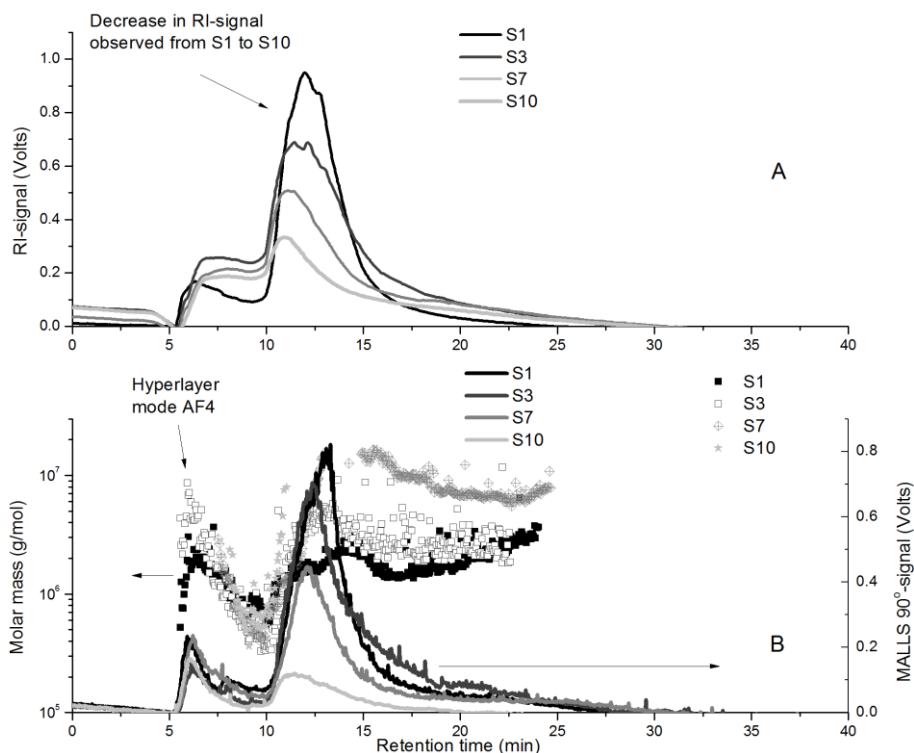 Decrease in RI-signal
observed from S1 to S10
S1
S3
S7
S10
1.0
0.8
0.6
0.4
0.2
0.0
RI-signal (Volts)
A
0 5 10 15 20 25 30 35 40
Hyperlayer
mode AF4
S1
S3
S7
S10
S1
S3
S7
S10
10⁷
10⁶
10⁵
Molar mass (g/mol)
0.8
0.6
0.4
0.2
0.0
MALLS 90°-signal (Volts)
B
0 5 10 15 20 25 30 35 40
Retention time (min)